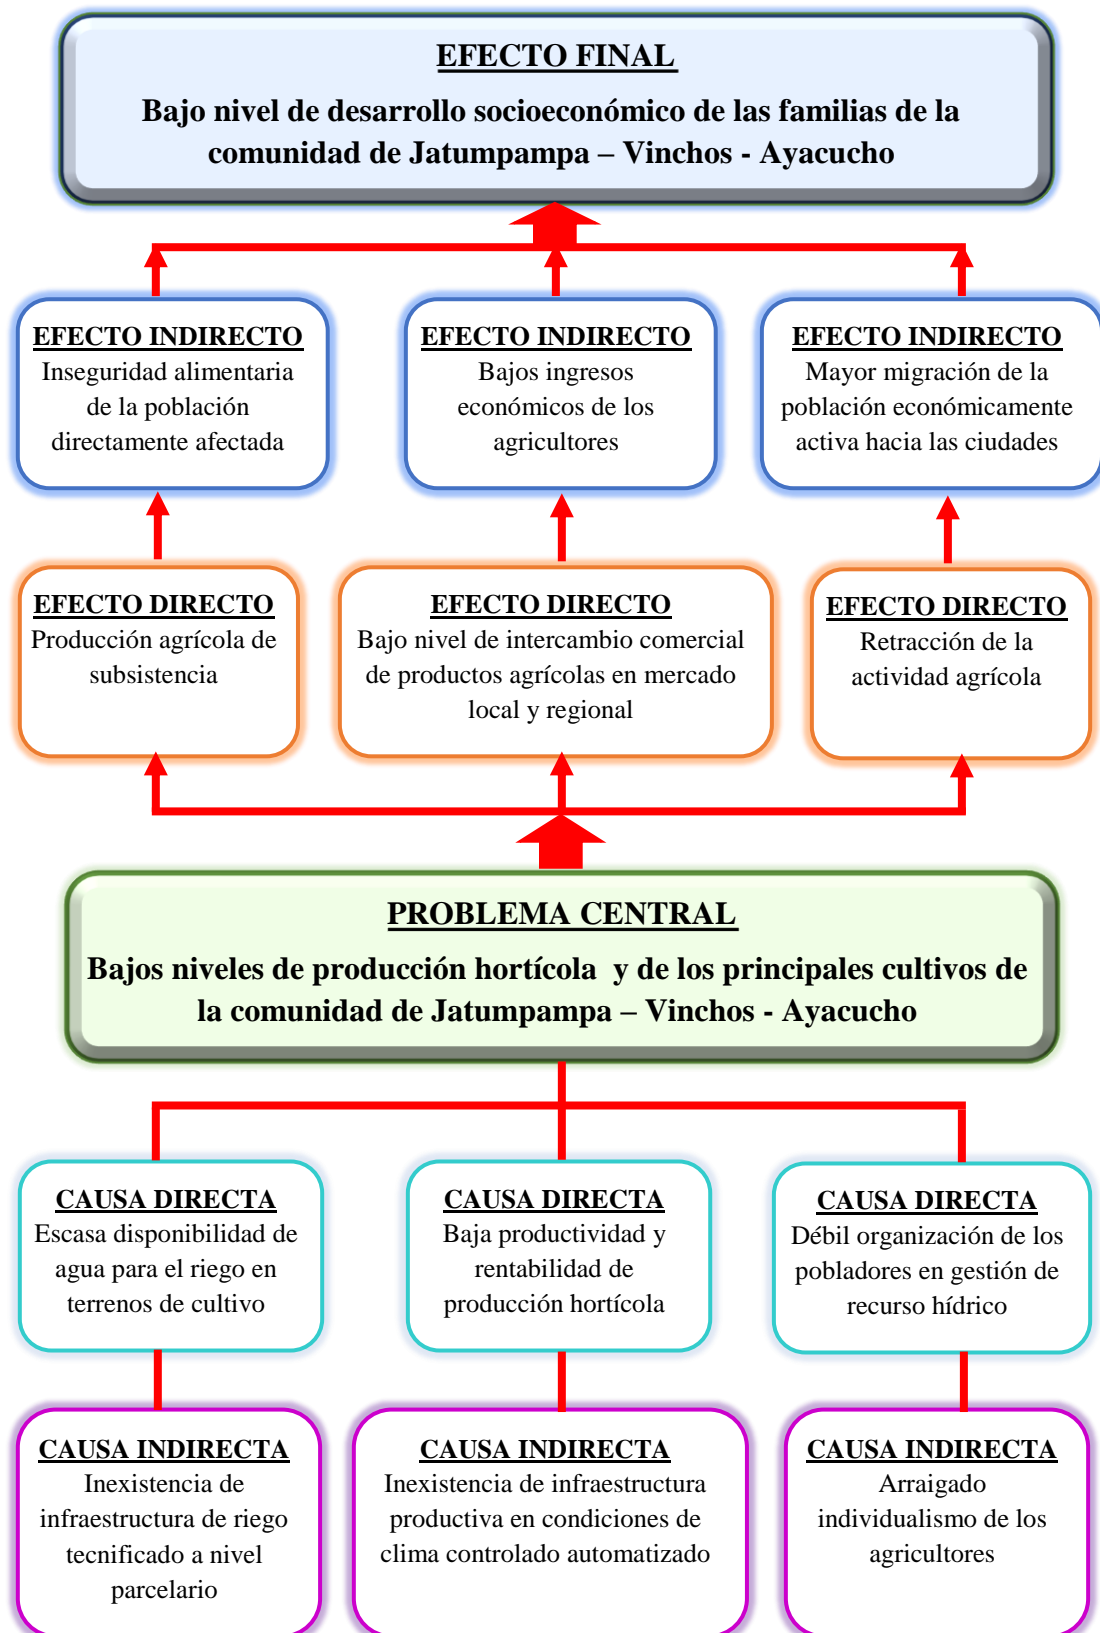 EFECTO FINAL
Bajo nivel de desarrollo socioeconómico de las familias de la
comunidad de Jatumpampa – Vinchos - Ayacucho
EFECTO INDIRECTO
Inseguridad alimentaria
de la población
directamente afectada
EFECTO INDIRECTO
Bajos ingresos
económicos de los
agricultores
EFECTO INDIRECTO
Mayor migración de la
población económicamente
activa hacia las ciudades
EFECTO DIRECTO
Producción agrícola de
subsistencia
EFECTO DIRECTO
Bajo nivel de intercambio comercial
de productos agrícolas en mercado
local y regional
EFECTO DIRECTO
Retracción de la
actividad agrícola
PROBLEMA CENTRAL
Bajos niveles de producción hortícola  y de los principales cultivos de
la comunidad de Jatumpampa – Vinchos - Ayacucho
CAUSA DIRECTA
Escasa disponibilidad de
agua para el riego en
terrenos de cultivo
CAUSA DIRECTA
Baja productividad y
rentabilidad de
producción hortícola
CAUSA DIRECTA
Débil organización de los
pobladores en gestión de
recurso hídrico
CAUSA INDIRECTA
Inexistencia de
infraestructura de riego
tecnificado a nivel
parcelario
CAUSA INDIRECTA
Inexistencia de infraestructura
productiva en condiciones de
clima controlado automatizado
CAUSA INDIRECTA
Arraigado
individualismo de los
agricultores